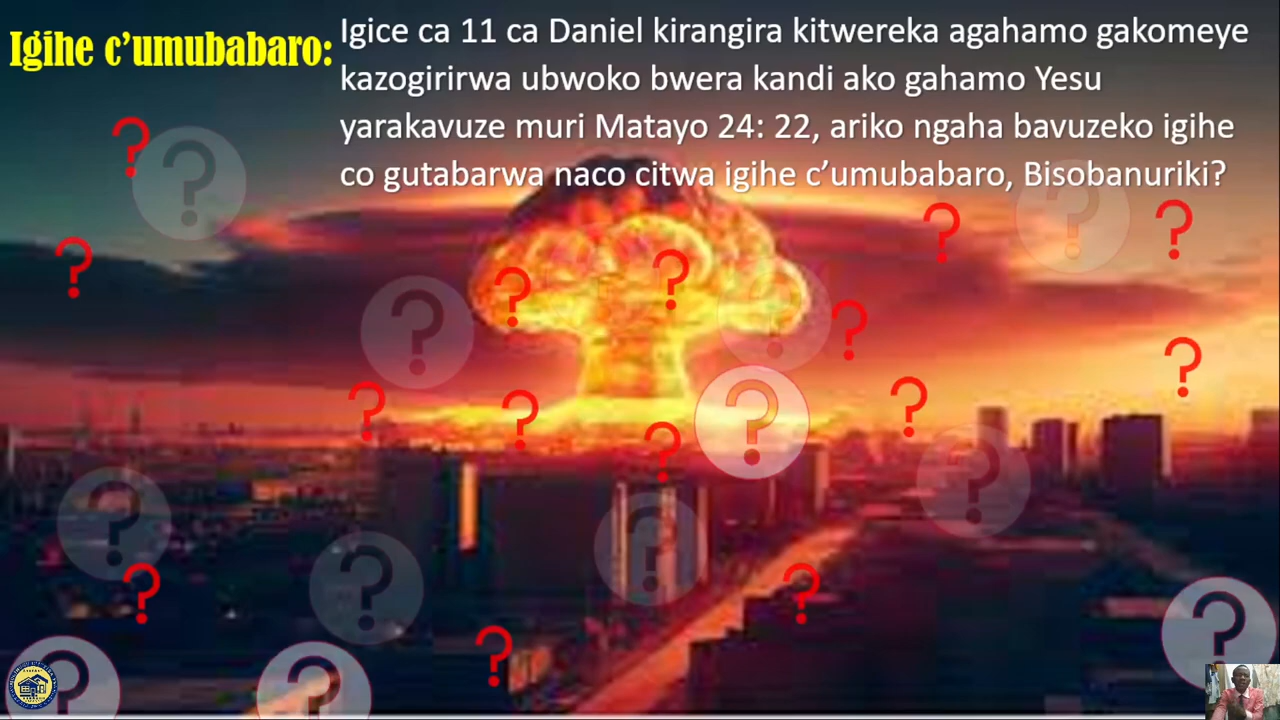 Igihe c’umubabaro:
Igice ca 11 ca Daniel kirangira kitwereka agahamo gakomeye
kazogirirwa ubwoko bwera kandi ako gahamo Yesu
yarakavuze muri Matayo 24: 22, ariko ngaha bavuzeko igihe
co gutabarwa naco citwa igihe c’umubabaro, Bisobanuriki?